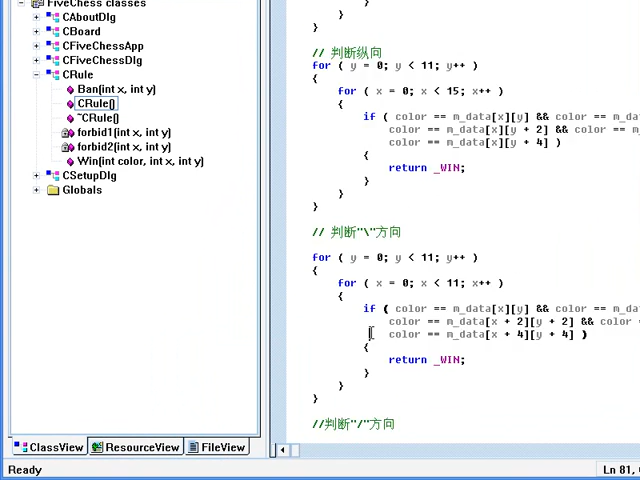 FiveChess classes
CAboutDlg
CBoard
CFiveChessApp
CFiveChessDlg
CRule
Ban(int x, int y)
CRule()
~CRule()
forbid1(int x, int y)
forbid2(int x, int y)
Win(int color, int x, int y)
CSetupDlg
Globals
ClassView
ResourceView
FileView
}
}
}
// 判断纵向
for ( y = 0; y < 11; y++ )
{
for ( x = 0; x < 15; x++ )
{
if ( color == m_data[x][y] && color == m_da
color == m_data[x][y + 2] && color == m
color == m_data[x][y + 4] )
{
return _WIN;
}
}
}
// 判断"\"方向
for ( y = 0; y < 11; y++ )
{
for ( x = 0; x < 11; x++ )
{
if ( color == m_data[x][y] && color == m_da
color == m_data[x + 2][y + 2] && color
color == m_data[x + 4][y + 4] )
{
return _WIN;
}
}
}
//判断"/"方向
Ready
Ln 81,